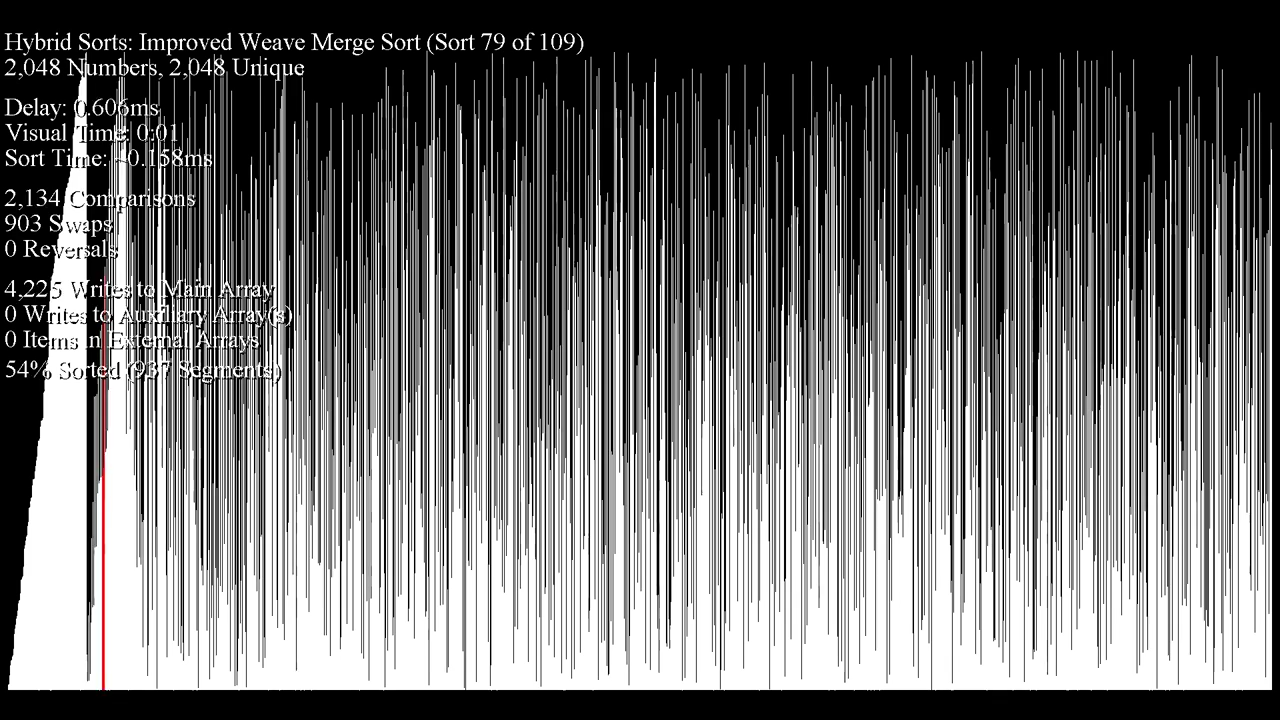 Hybrid Sorts: Improved Weave Merge Sort (Sort 79 of 109)
2,048 Numbers, 2,048 Unique
Delay: 0.606ms
Visual Time: 0:01
Sort Time: ~0.158ms
2,134 Comparisons
903 Swaps
0 Reversals
4,225 Writes to Main Array
0 Writes to Auxiliary Array(s)
0 Items in External Arrays
54% Sorted (937 Segments)